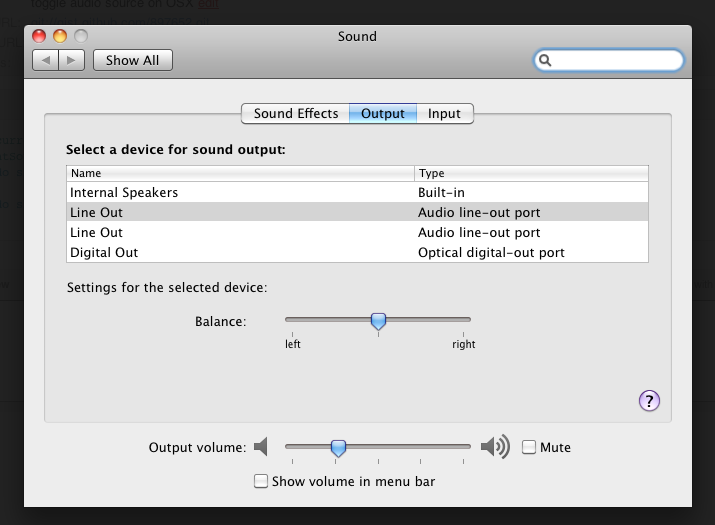 toggle audio source on OSX edit
Sound
Show All
Sound Effects Output Input
Select a device for sound output:
Name Type
Internal Speakers Built-in
Line Out Audio line-out port
Line Out Audio line-out port
Digital Out Optical digital-out port
Settings for the selected device:
Balance:
left right
?
Output volume: Mute
Show volume in menu bar